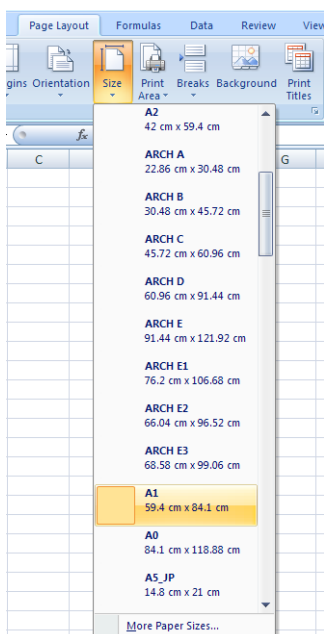 Page Layout Formulas Data Review View
gins Orientation Size Print Area Breaks Background Print Titles
fx
C G
A2
42 cm x 59.4 cm
ARCH A
22.86 cm x 30.48 cm
ARCH B
30.48 cm x 45.72 cm
ARCH C
45.72 cm x 60.96 cm
ARCH D
60.96 cm x 91.44 cm
ARCH E
91.44 cm x 121.92 cm
ARCH E1
76.2 cm x 106.68 cm
ARCH E2
66.04 cm x 96.52 cm
ARCH E3
68.58 cm x 99.06 cm
A1
59.4 cm x 84.1 cm
A0
84.1 cm x 118.88 cm
A5_JP
14.8 cm x 21 cm
More Paper Sizes...